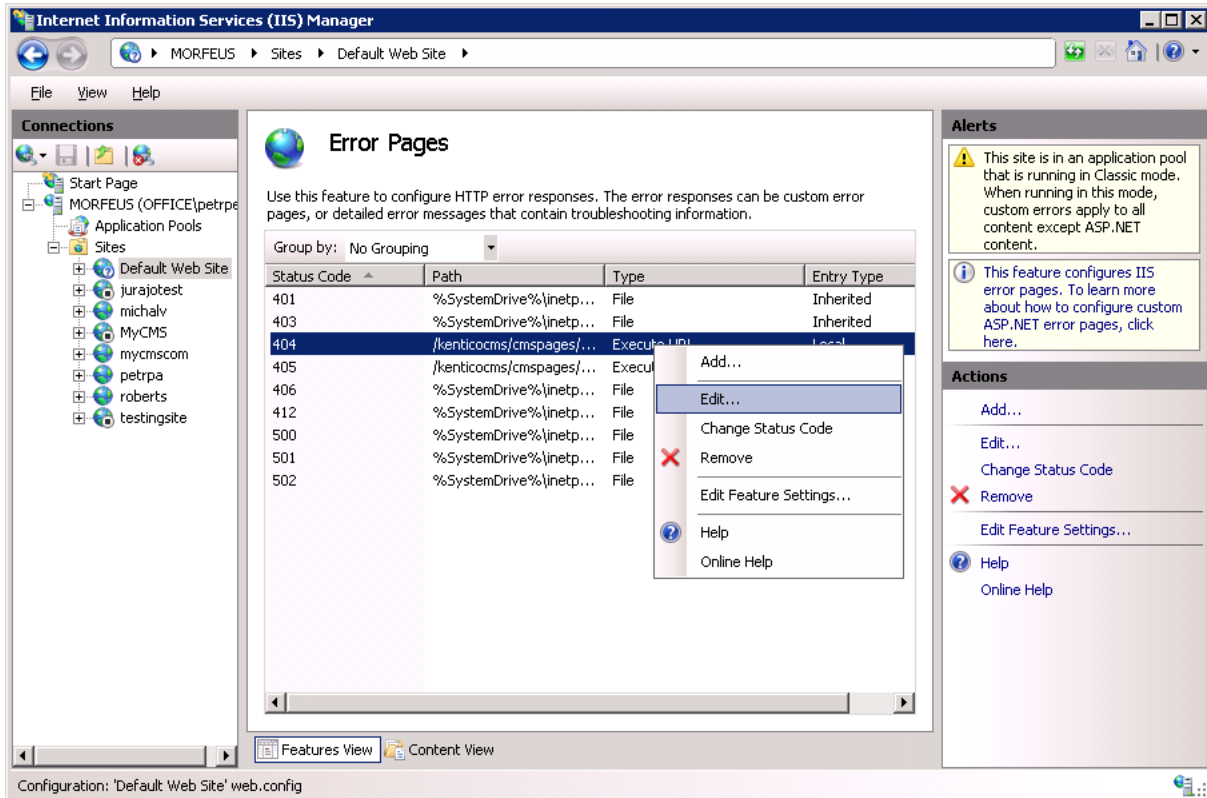 Internet Information Services (IIS) Manager
MORFEUS Sites Default Web Site
File View Help
Connections
Start Page
MORFEUS (OFFICE\petrpe
Application Pools
Sites
Default Web Site
jurajotest
michalv
MyCMS
mycmscom
petrpa
roberts
testingsite
Error Pages
Use this feature to configure HTTP error responses. The error responses can be custom error
pages, or detailed error messages that contain troubleshooting information.
Group by: No Grouping
Status Code Path Type Entry Type
401 %SystemDrive%\inetp... File Inherited
403 %SystemDrive%\inetp... File Inherited
404 /kenticocms/cmspages/... Execute URL Local
405 /kenticocms/cmspages/... Execu
406 %SystemDrive%\inetp... File
412 %SystemDrive%\inetp... File
500 %SystemDrive%\inetp... File
501 %SystemDrive%\inetp... File
502 %SystemDrive%\inetp... File
Add...
Edit...
Change Status Code
Remove
Edit Feature Settings...
Help
Online Help
Features View Content View
Alerts
This site is in an application pool
that is running in Classic mode.
When running in this mode,
custom errors apply to all
content except ASP.NET
content.
This feature configures IIS
error pages. To learn more
about how to configure custom
ASP.NET error pages, click
here.
Actions
Add...
Edit...
Change Status Code
Remove
Edit Feature Settings...
Help
Online Help
Configuration: 'Default Web Site' web.config